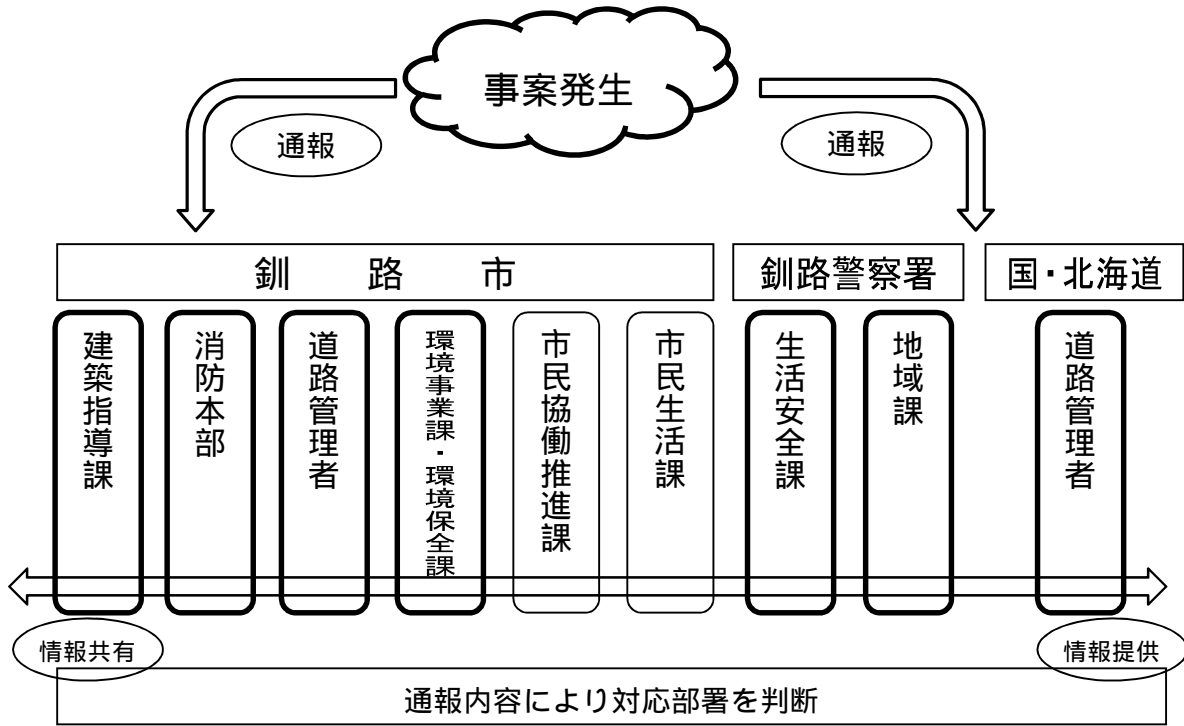 事案発生
通報
通報
釧路市
釧路警察署
国・北海道
建築指導課
消防本部
道路管理者
環境事業課・環境保全課
市民協働推進課
市民生活課
生活安全課
地域課
道路管理者
情報共有
情報提供
通報内容により対応部署を判断